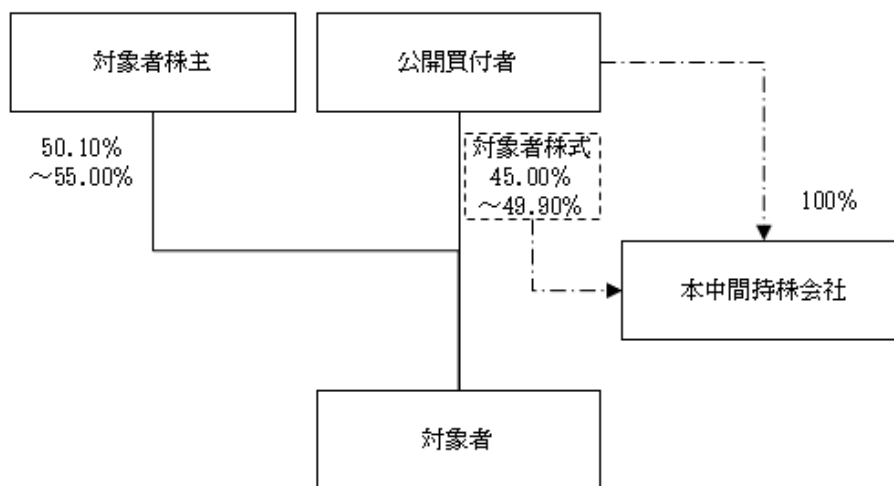 対象者株主
公開買付者
50.10%
～55.00%
対象者株式
45.00%
～49.90%
100%
本中間持株会社
対象者